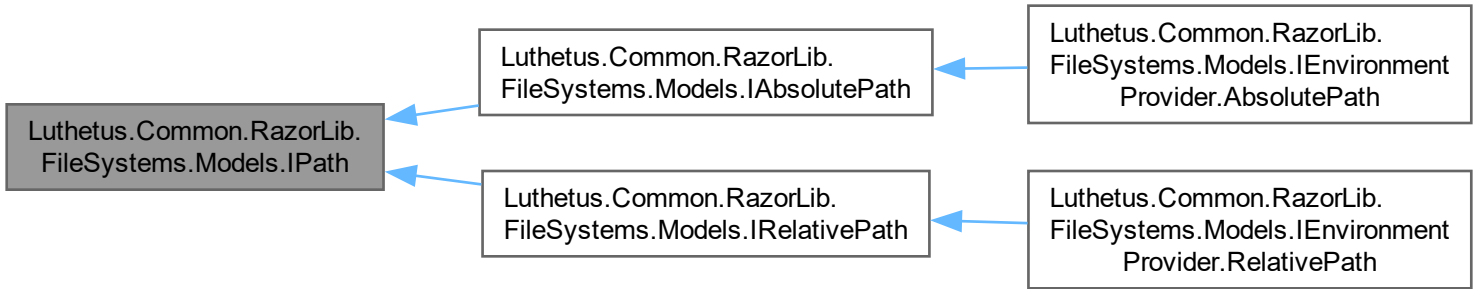 Luthetus.Common.RazorLib.
FileSystems.Models.IPath
Luthetus.Common.RazorLib.
FileSystems.Models.IAbsolutePath
Luthetus.Common.RazorLib.
FileSystems.Models.IEnvironment
Provider.AbsolutePath
Luthetus.Common.RazorLib.
FileSystems.Models.IRelativePath
Luthetus.Common.RazorLib.
FileSystems.Models.IEnvironment
Provider.RelativePath